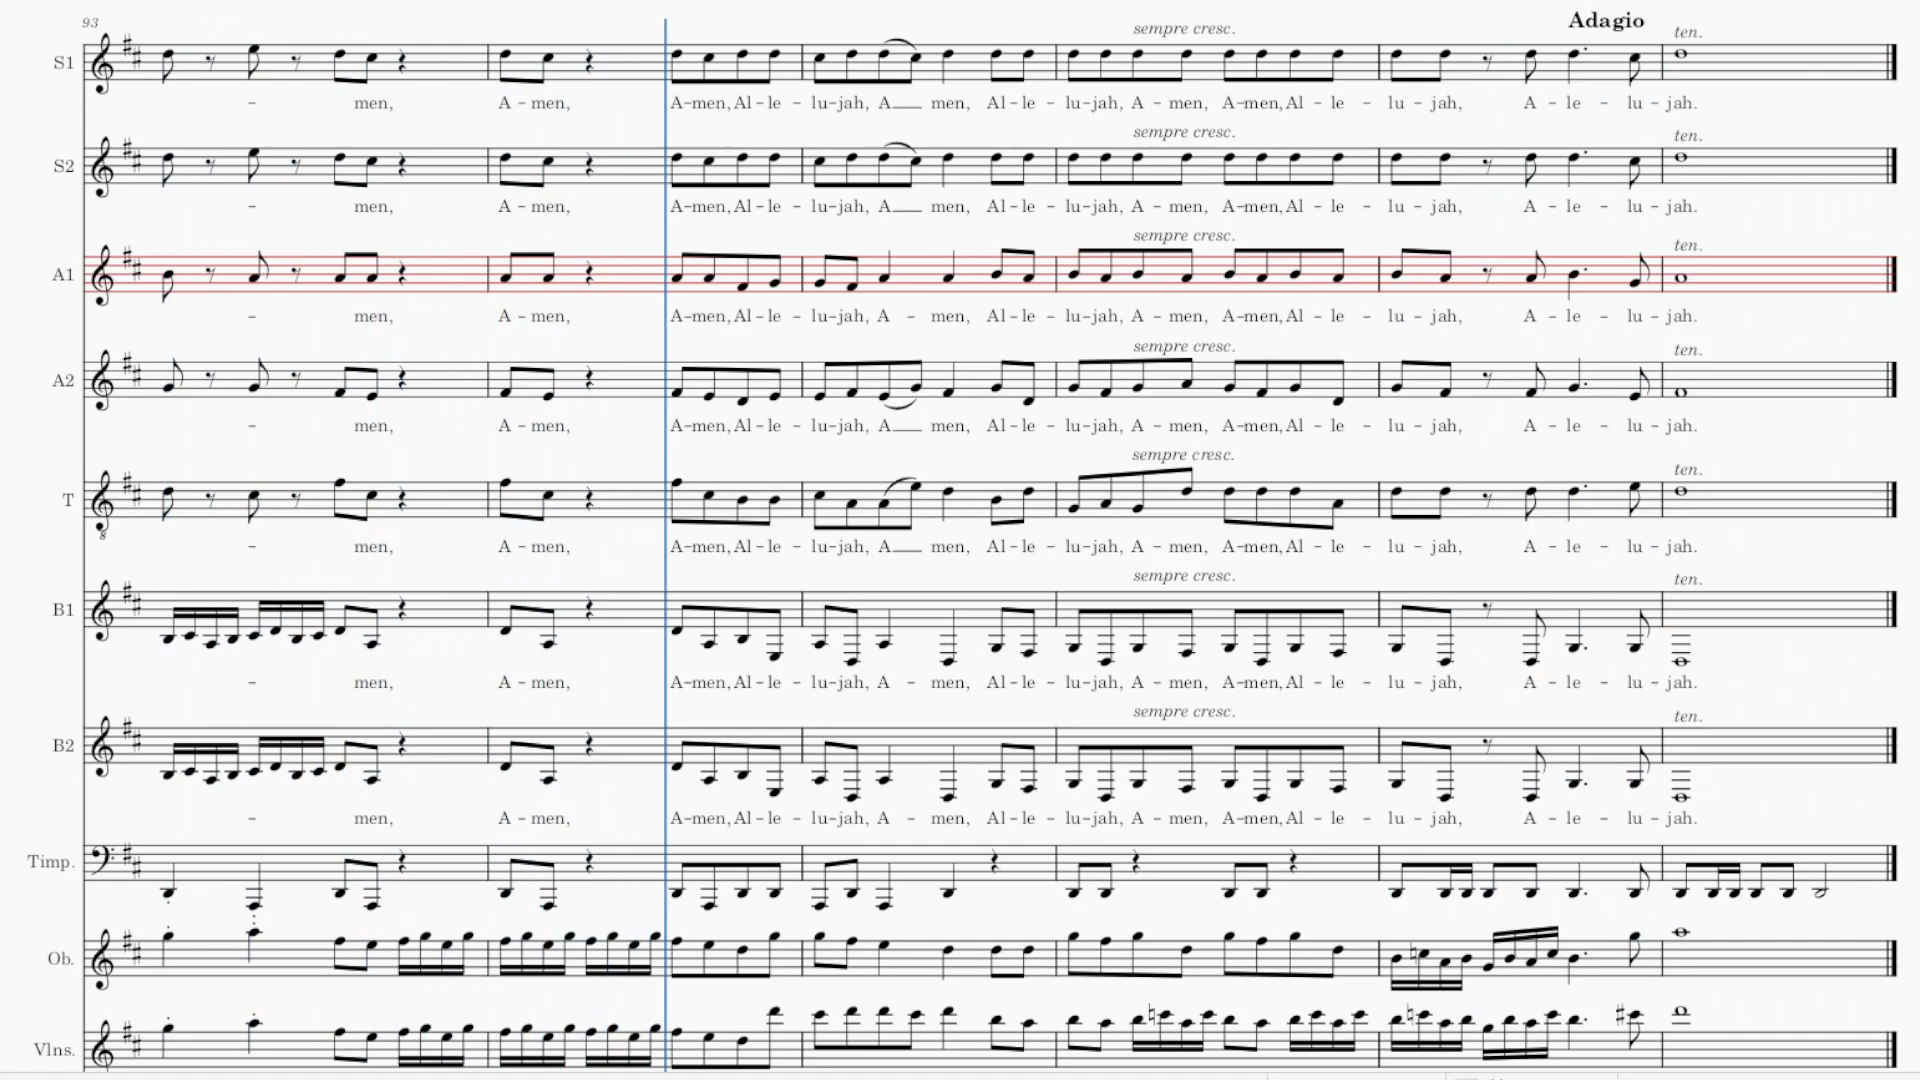 93
Adagio
sempre cresc.
ten.
S1
- men, A - men, A-men, Al - le - lu-jah, A men, Al - le - lu-jah, A - men, A-men, Al - le - lu - jah, A - le - lu - jah.
sempre cresc.
ten.
S2
- men, A - men, A-men, Al - le - lu-jah, A men, Al - le - lu-jah, A - men, A-men, Al - le - lu - jah, A - le - lu - jah.
sempre cresc.
ten.
A1
- men, A - men, A-men, Al - le - lu-jah, A - men, Al - le - lu-jah, A - men, A-men, Al - le - lu - jah, A - le - lu - jah.
sempre cresc.
ten.
A2
- men, A - men, A-men, Al - le - lu-jah, A men, Al - le - lu-jah, A - men, A-men, Al - le - lu - jah, A - le - lu - jah.
sempre cresc.
ten.
T
8
- men, A - men, A-men, Al - le - lu-jah, A men, Al - le - lu-jah, A - men, A-men, Al - le - lu - jah, A - le - lu - jah.
sempre cresc.
ten.
B1
- men, A - men, A-men, Al - le - lu-jah, A - men, Al - le - lu-jah, A - men, A-men, Al - le - lu - jah, A - le - lu - jah.
sempre cresc.
ten.
B2
- men, A - men, A-men, Al - le - lu-jah, A - men, Al - le - lu-jah, A - men, A-men, Al - le - lu - jah, A - le - lu - jah.
Timp.
Ob.
Vlns.